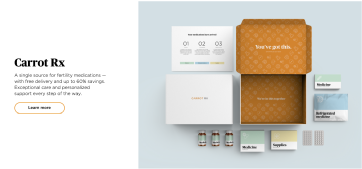 Carrot Rx
A single source for fertility medications —
with free delivery and up to 60% savings.
Exceptional care and personalized
support every step of the way.
Learn more
01 02 03
You've got this.
Medicine
Refrigerated
medicine
Medicine
Supplies